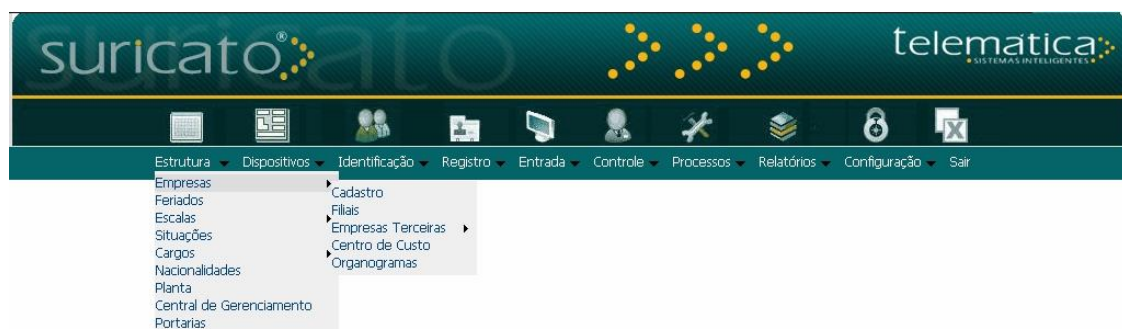 suricato®
telemática
SISTEMAS INTELIGENTES
Estrutura Dispositivos Identificação Registro Entrada Controle Processos Relatórios Configuração Sair
Empresas
Feriados
Escalas
Situações
Cargos
Nacionalidades
Planta
Central de Gerenciamento
Portarias
Cadastro
Filiais
Empresas Terceiras
Centro de Custo
Organogramas